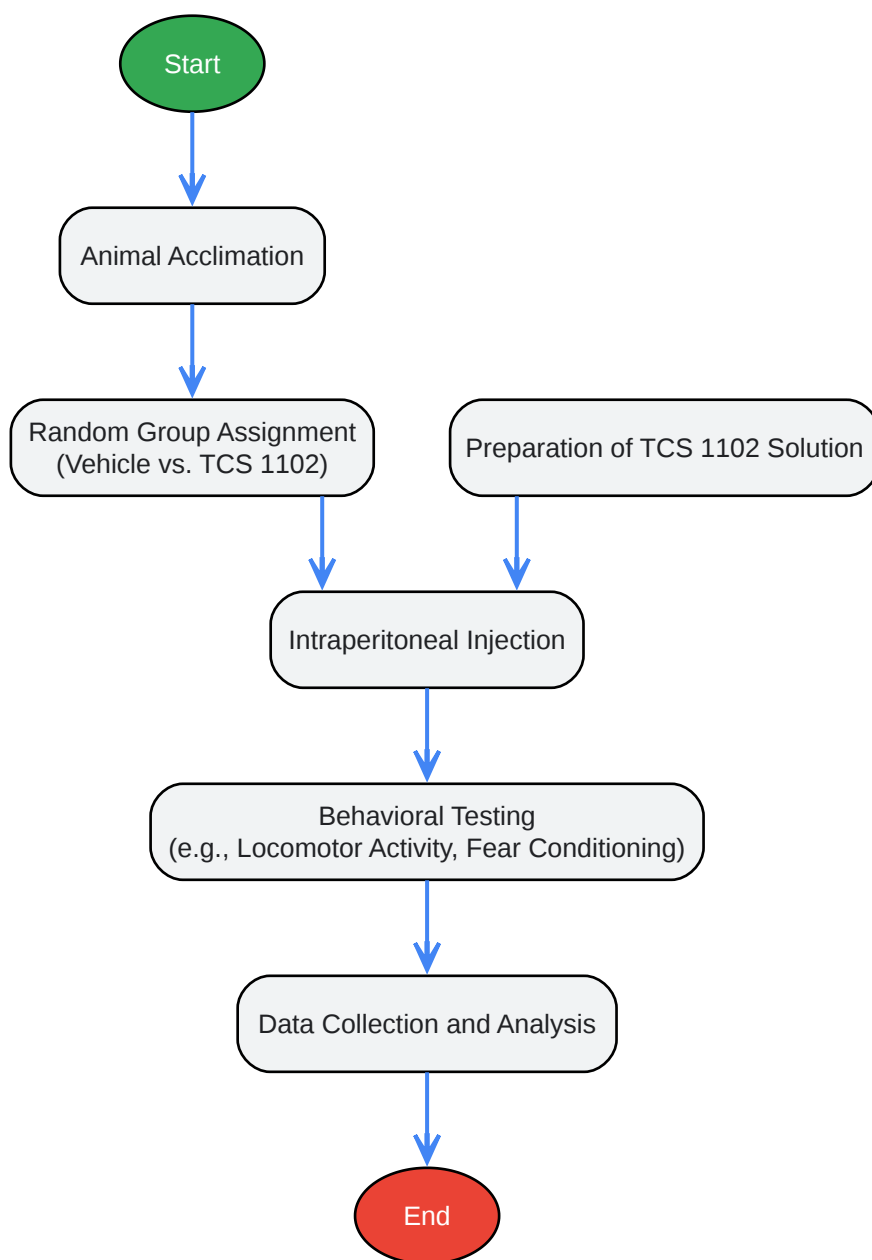 Start
Animal Acclimation
Random Group Assignment
(Vehicle vs. TCS 1102)
Preparation of TCS 1102 Solution
Intraperitoneal Injection
Behavioral Testing
(e.g., Locomotor Activity, Fear Conditioning)
Data Collection and Analysis
End